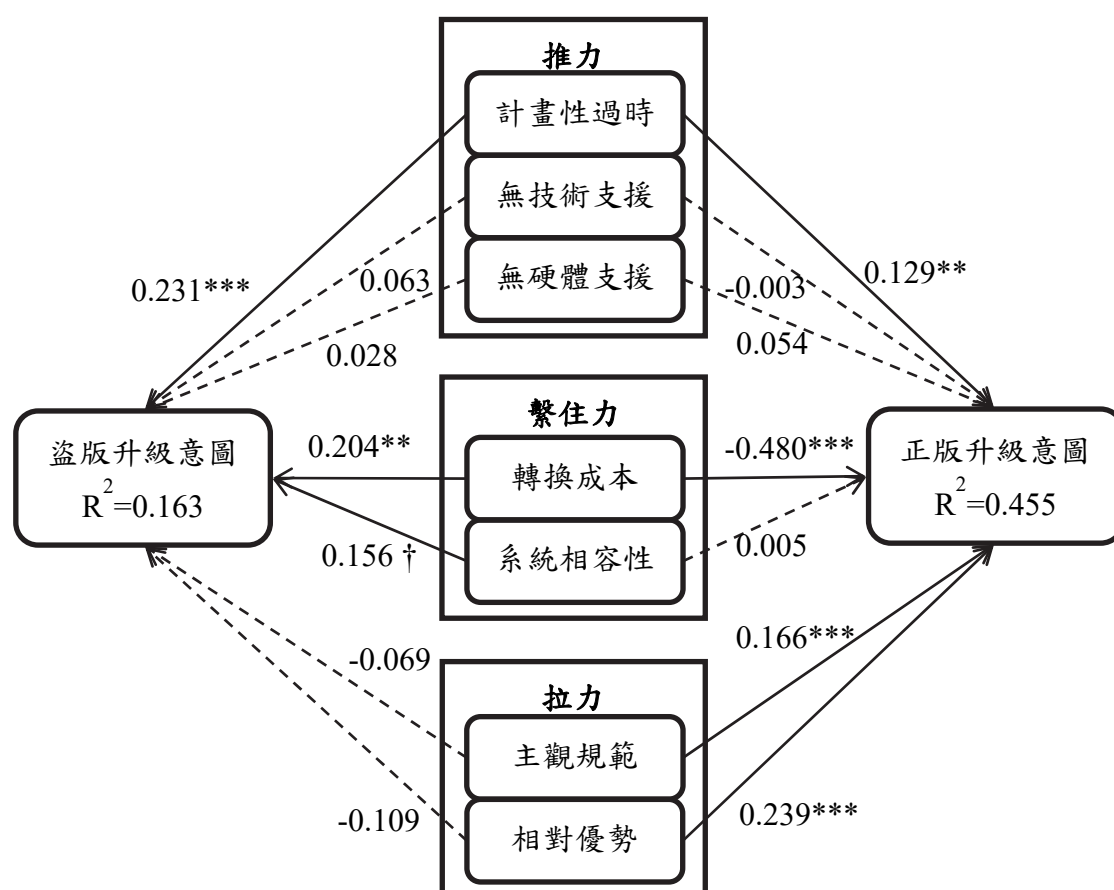 推力
計畫性過時
無技術支援
無硬體支援
0.231***
0.063
0.028
-0.003
0.129**
0.054
繫住力
盜版升級意圖
R²=0.163
0.204**
轉換成本
-0.480***
正版升級意圖
R²=0.455
0.156 †
系統相容性
0.005
-0.069
0.166***
拉力
主觀規範
-0.109
相對優勢
0.239***